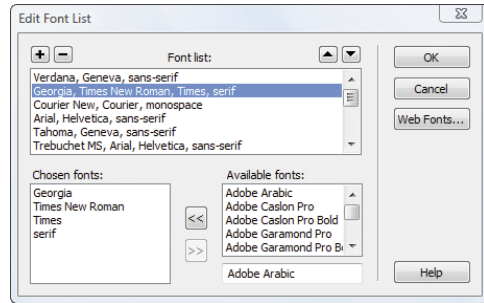 Edit Font List
Font list:
Verdana, Geneva, sans-serif
Georgia, Times New Roman, Times, serif
Courier New, Courier, monospace
Arial, Helvetica, sans-serif
Tahoma, Geneva, sans-serif
Trebuchet MS, Arial, Helvetica, sans-serif
Chosen fonts:
Georgia
Times New Roman
Times
serif
<<
>>
Available fonts:
Adobe Arabic
Adobe Caslon Pro
Adobe Caslon Pro Bold
Adobe Garamond Pro
Adobe Garamond Pro B
Adobe Arabic
OK
Cancel
Web Fonts...
Help